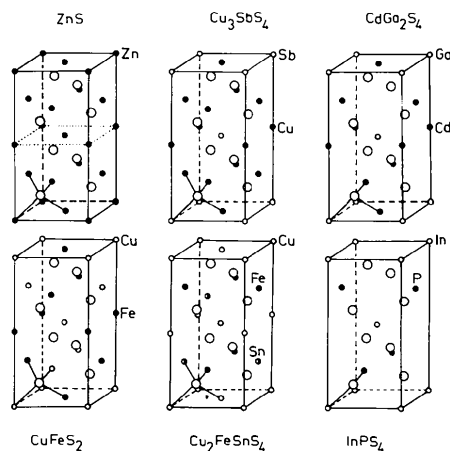 ZnS Cu3SbS4 CdGa2S4
Zn Sb Ga
Cu Cd
Cu Cu In
Fe Fe P
Sn
CuFeS2 Cu2FeSnS4 InPS4